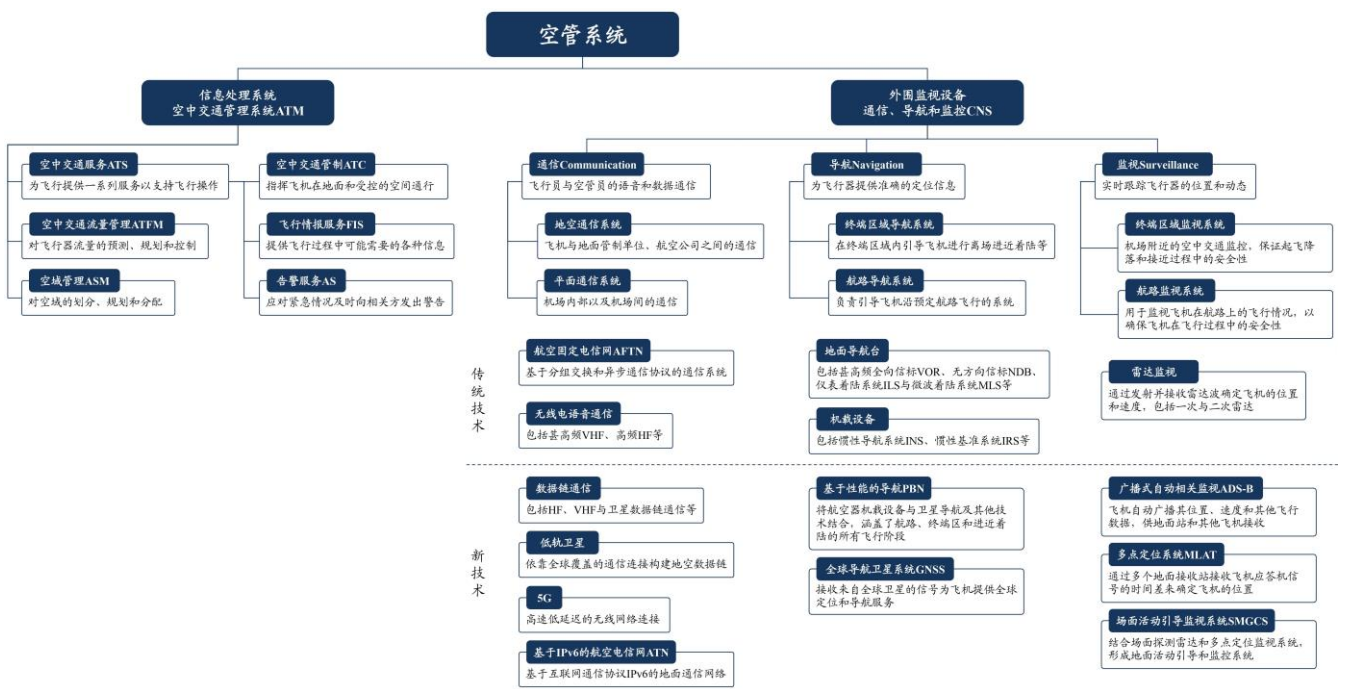 空管系统
信息处理系统
空中交通管理系统ATM
外围监视设备
通信、导航和监控CNS
空中交通服务ATS
为飞行提供一系列服务以支持飞行操作
空中交通流量管理ATFM
对飞行器流量的预测、规划和控制
空域管理ASM
对空域的划分、规划和分配
空中交通管制ATC
指挥飞机在地面和受控的空间通行
飞行情报服务FIS
提供飞行过程中可能需要的各种信息
告警服务AS
应对紧急情况及时向相关方发出警告
通信Communication
飞行员与空管员的语音和数据通信
地空通信系统
飞机与地面管制单位、航空公司之间的通信
平面通信系统
机场内部以及机场间的通信
导航Navigation
为飞行器提供准确的定位信息
终端区域导航系统
在终端区域内引导飞机进行离场进近着陆等
航路导航系统
负责引导飞机沿预定航路飞行的系统
监视Surveillance
实时跟踪飞行器的位置和动态
终端区域监视系统
机场附近的空中交通监控，保证起飞降
落和接近过程中的安全性
航路监视系统
用于监视飞机在航路上的飞行情况，以
确保飞机在飞行过程中的安全性
传统技术
航空固定电信网AFTN
基于分组交换和异步通信协议的通信系统
无线电语音通信
包括甚高频VHF、高频HF等
地面导航台
包括甚高频全向信标VOR、无方向信标NDB、
仪表着陆系统ILS与微波着陆系统MLS等
机载设备
包括惯性导航系统INS、惯性基准系统IRS等
雷达监视
通过发射并接收雷达波确定飞机的位置
和速度，包括一次与二次雷达
新技术
数据链通信
包括HF、VHF与卫星数据链通信等
低轨卫星
依靠全球覆盖的通信连接构建地空数据链
5G
高速低延迟的无线网络连接
基于IPv6的航空电信网ATN
基于互联网通信协议IPv6的地面通信网络
基于性能的导航PBN
将航空器机载设备与卫星导航及其他技
术结合，涵盖了航路、终端区和进近着
陆的所有飞行阶段
全球导航卫星系统GNSS
接收来自全球卫星的信号为飞机提供全球
定位和导航服务
广播式自动相关监视ADS-B
飞机自动广播其位置、速度和其他飞行
数据，供地面站和其他飞机接收
多点定位系统MLAT
通过多个地面接收站接收飞机应答机信
号的时间差来确定飞机的位置
场面活动引导监视系统SMGCS
结合场面探测雷达和多点定位监视系统，
形成地面活动引导和监控系统